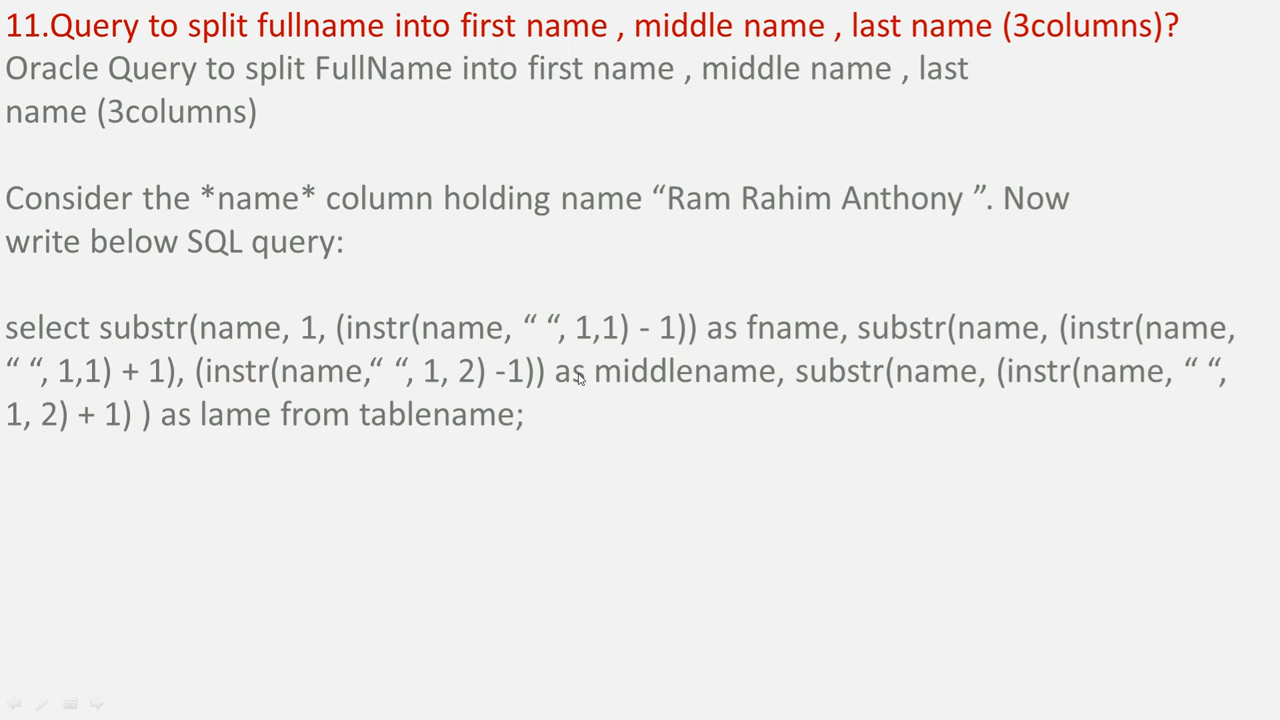 11.Query to split fullname into first name , middle name , last name (3columns)?
Oracle Query to split FullName into first name , middle name , last
name (3columns)
Consider the *name* column holding name “Ram Rahim Anthony ”. Now
write below SQL query:
select substr(name, 1, (instr(name, “ “, 1,1) - 1)) as fname, substr(name, (instr(name,
“ “, 1,1) + 1), (instr(name,“ “, 1, 2) -1)) as middlename, substr(name, (instr(name, “ “,
1, 2) + 1) ) as lame from tablename;